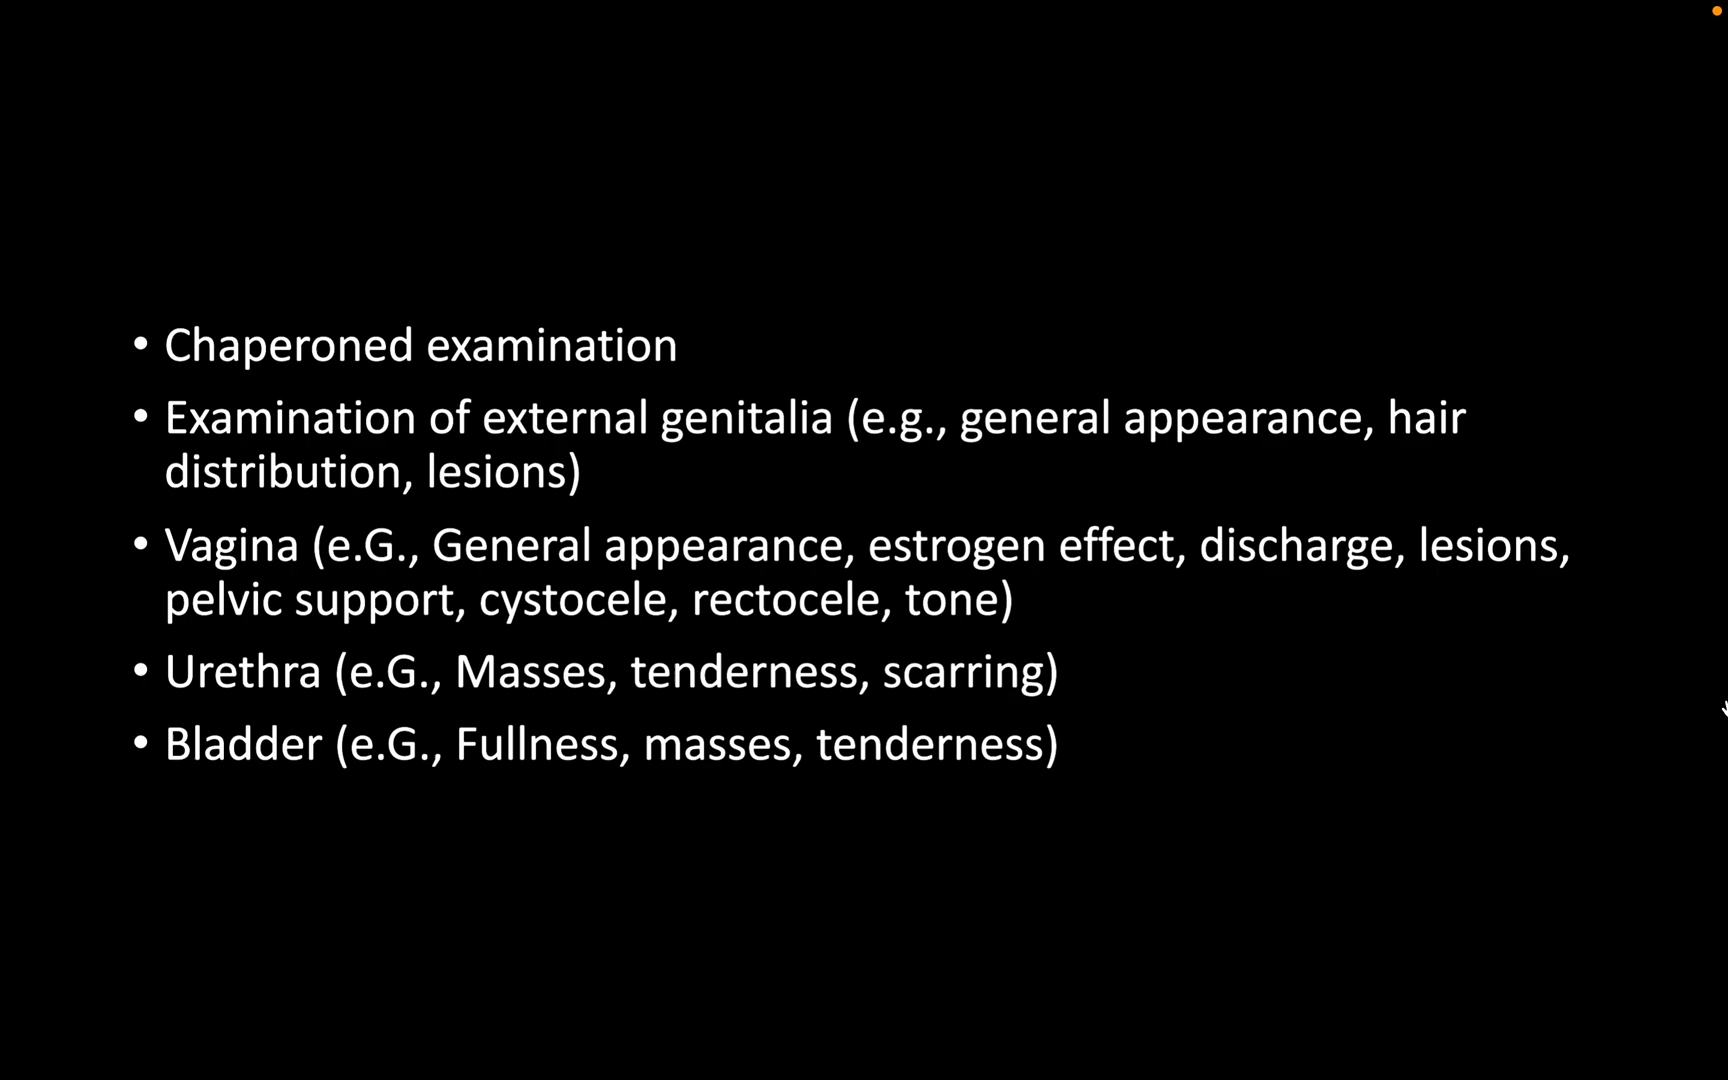 • Chaperoned examination
• Examination of external genitalia (e.g., general appearance, hair
distribution, lesions)
• Vagina (e.G., General appearance, estrogen effect, discharge, lesions,
pelvic support, cystocele, rectocele, tone)
• Urethra (e.G., Masses, tenderness, scarring)
• Bladder (e.G., Fullness, masses, tenderness)